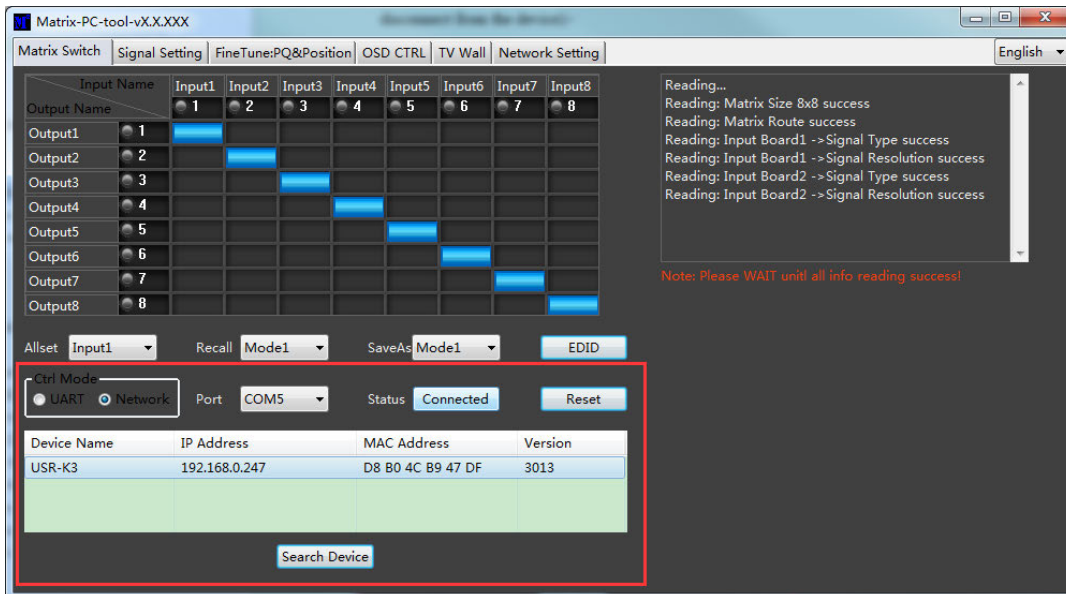 Matrix-PC-tool-vX.X.XXX
Matrix Switch Signal Setting FineTune:PQ&Position OSD CTRL TV Wall Network Setting English
Input Name Input1 Input2 Input3 Input4 Input5 Input6 Input7 Input8
Output Name 1 2 3 4 5 6 7 8
Output1 1
Output2 2
Output3 3
Output4 4
Output5 5
Output6 6
Output7 7
Output8 8
Reading...
Reading: Matrix Size 8x8 success
Reading: Matrix Route success
Reading: Input Board1 ->Signal Type success
Reading: Input Board1 ->Signal Resolution success
Reading: Input Board2 ->Signal Type success
Reading: Input Board2 ->Signal Resolution success
Note: Please WAIT unitl all info reading success!
Allset Input1 Recall Mode1 SaveAs Mode1 EDID
Ctrl Mode
UART Network Port COM5 Status Connected Reset
Device Name IP Address MAC Address Version
USR-K3 192.168.0.247 D8 B0 4C B9 47 DF 3013
Search Device